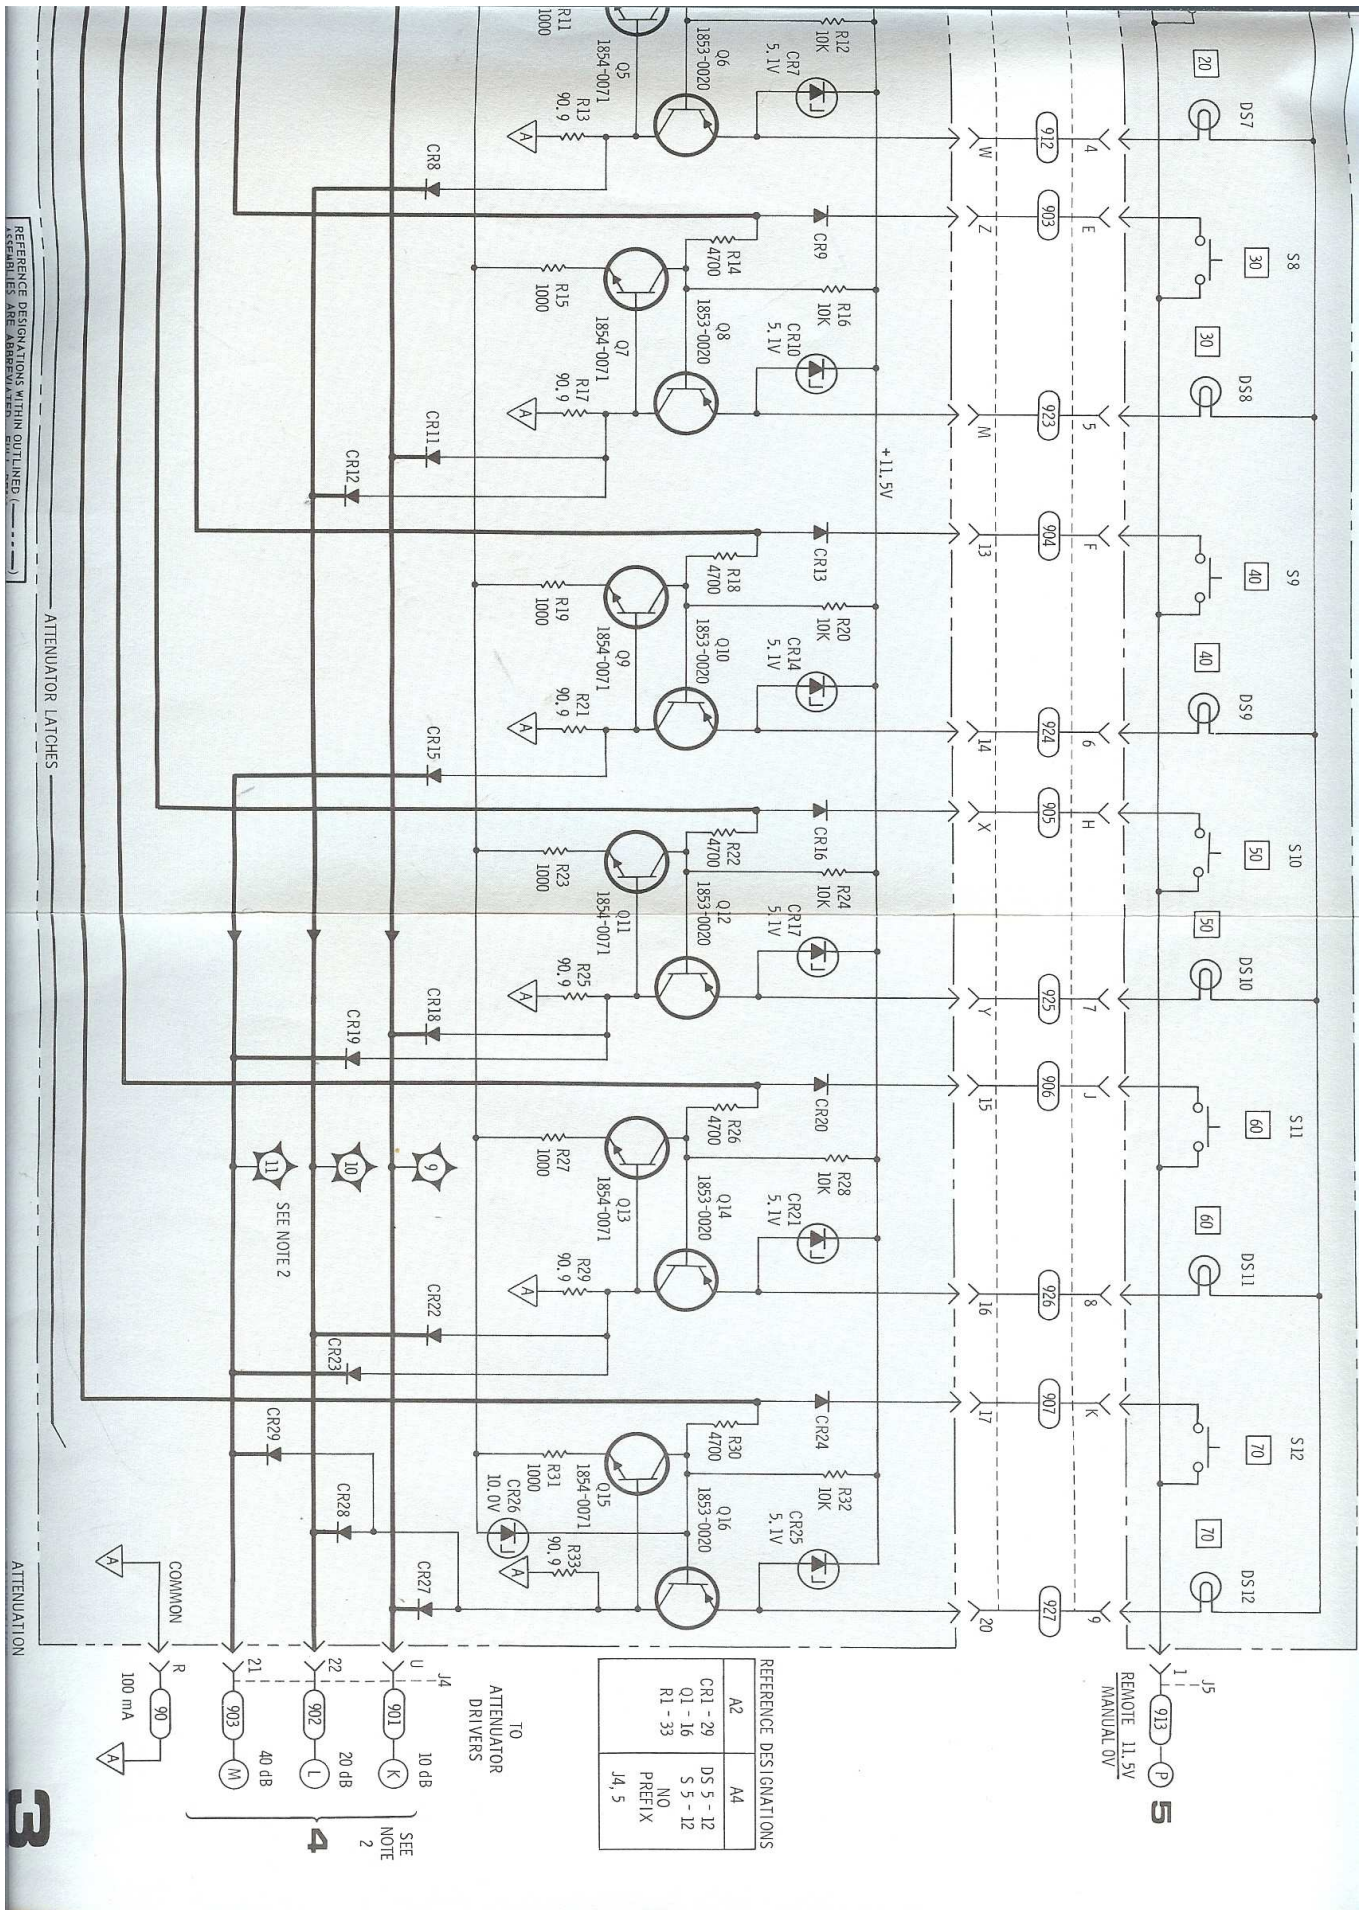 S8
S9
S10
S11
S12
30
40
50
60
70
DS7
DS8
DS9
DS10
DS11
DS12
20
30
40
50
60
70
J5
1
913
P
5
REMOTE 11.5V
MANUAL 0V
4
E
5
F
6
H
7
J
8
K
9
912
903
923
904
924
905
925
906
926
907
927
W
Z
M
13
14
X
Y
15
16
17
20
+11.5V
R12
10K
CR9
R16
10K
CR13
R20
10K
CR16
R24
10K
CR20
R28
10K
CR24
R32
10K
CR7
5.1V
CR10
5.1V
CR14
5.1V
CR17
5.1V
CR21
5.1V
CR25
5.1V
R14
4700
R18
4700
R22
4700
R26
4700
R30
4700
Q6
1853-0020
Q8
1853-0020
Q10
1853-0020
Q12
1853-0020
Q14
1853-0020
Q16
1853-0020
REFERENCE DESIGNATIONS
A2
A4
CR1 - 29
Q1 - 16
R1 - 33
DS 5 - 12
S 5 - 12
NO
PREFIX
J4, 5
Q5
1854-0071
Q7
1854-0071
Q9
1854-0071
Q11
1854-0071
Q13
1854-0071
Q15
1854-0071
R11
1000
R13
90.9
R15
1000
R17
90.9
R19
1000
R21
90.9
R23
1000
R25
90.9
R27
1000
R29
90.9
R31
1000
R33
90.9
CR26
10.0V
A
A
A
A
A
A
TO
ATTENUATOR
DRIVERS
CR8
CR11
CR15
CR18
CR22
CR27
J4
U
901
K
10 dB
9
CR12
CR19
CR23
CR28
22
902
L
20 dB
10
SEE
NOTE
2
4
CR29
11
SEE NOTE 2
21
903
M
40 dB
COMMON
R
90
100 mA
A
A
ATTENUATOR LATCHES
REFERENCE DESIGNATIONS WITHIN OUTLINED (
ASSEMBLIES ARE ABBREVIATED
ATTENUATION
3